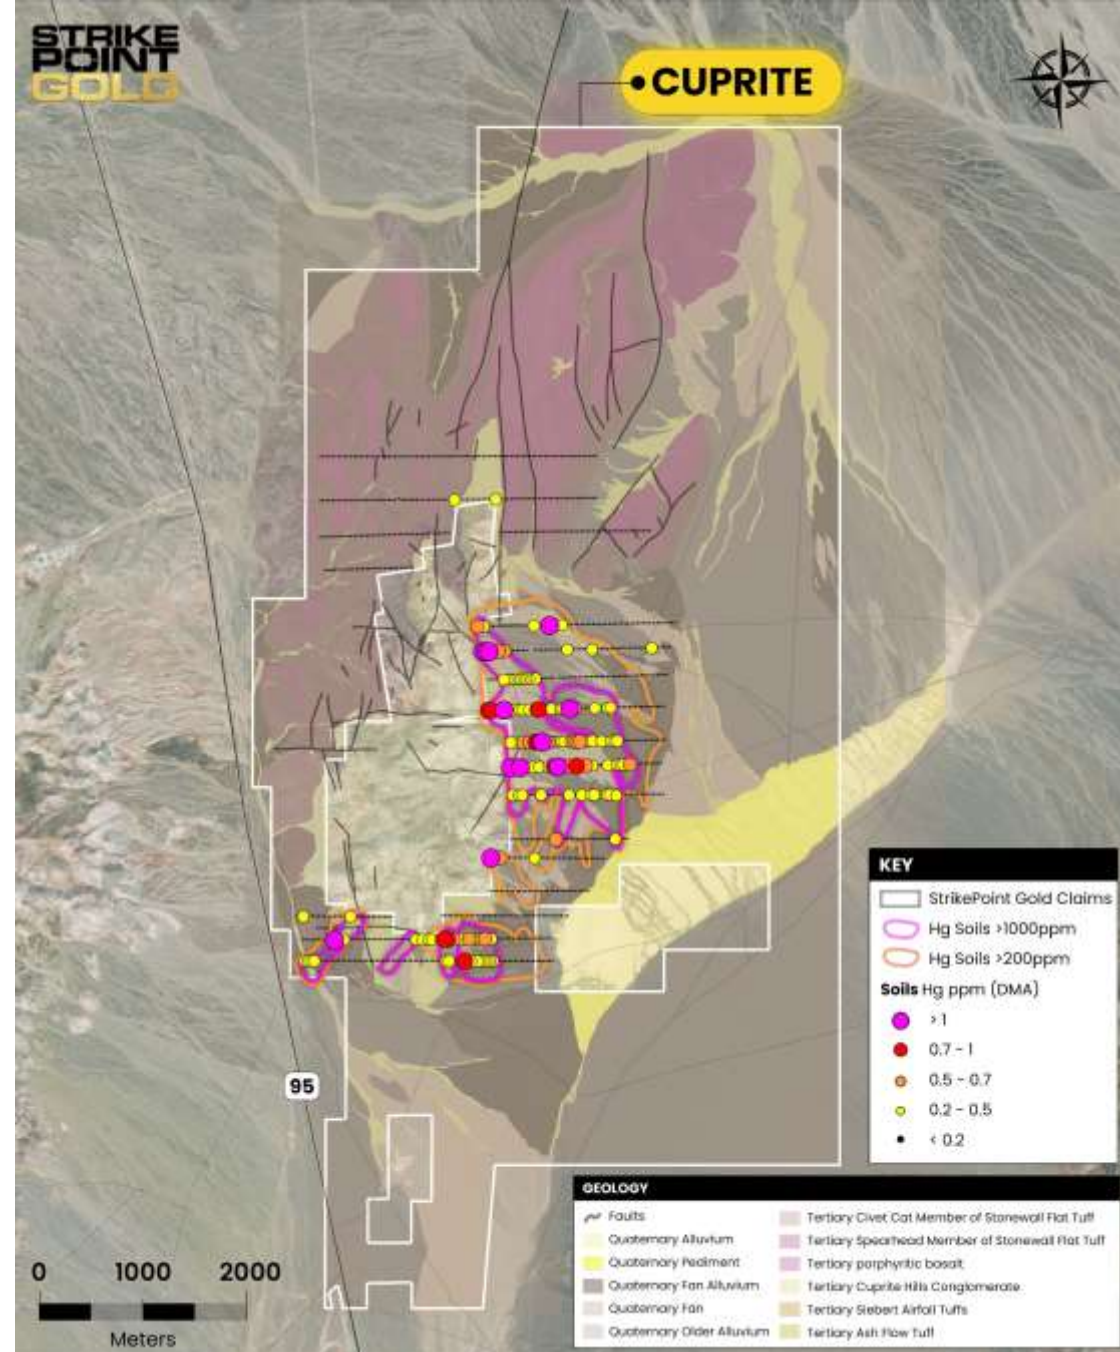 STRIKE
POINT
GOLD
CUPRITE
95
0 1000 2000
Meters
KEY
StrikePoint Gold Claims
Hg Soils >1000ppm
Hg Soils >200ppm
Soils Hg ppm (DMA)
> 1
0.7 - 1
0.5 - 0.7
0.2 - 0.5
< 0.2
GEOLOGY
Faults
Quaternary Alluvium
Quaternary Pediment
Quaternary Fan Alluvium
Quaternary Fan
Quaternary Older Alluvium
Tertiary Civet Cat Member of Stonewall Flat Tuff
Tertiary Spearhead Member of Stonewall Flat Tuff
Tertiary porphyritic basalt
Tertiary Cuprite Hills Conglomerate
Tertiary Siebert Airfall Tuffs
Tertiary Ash Flow Tuff